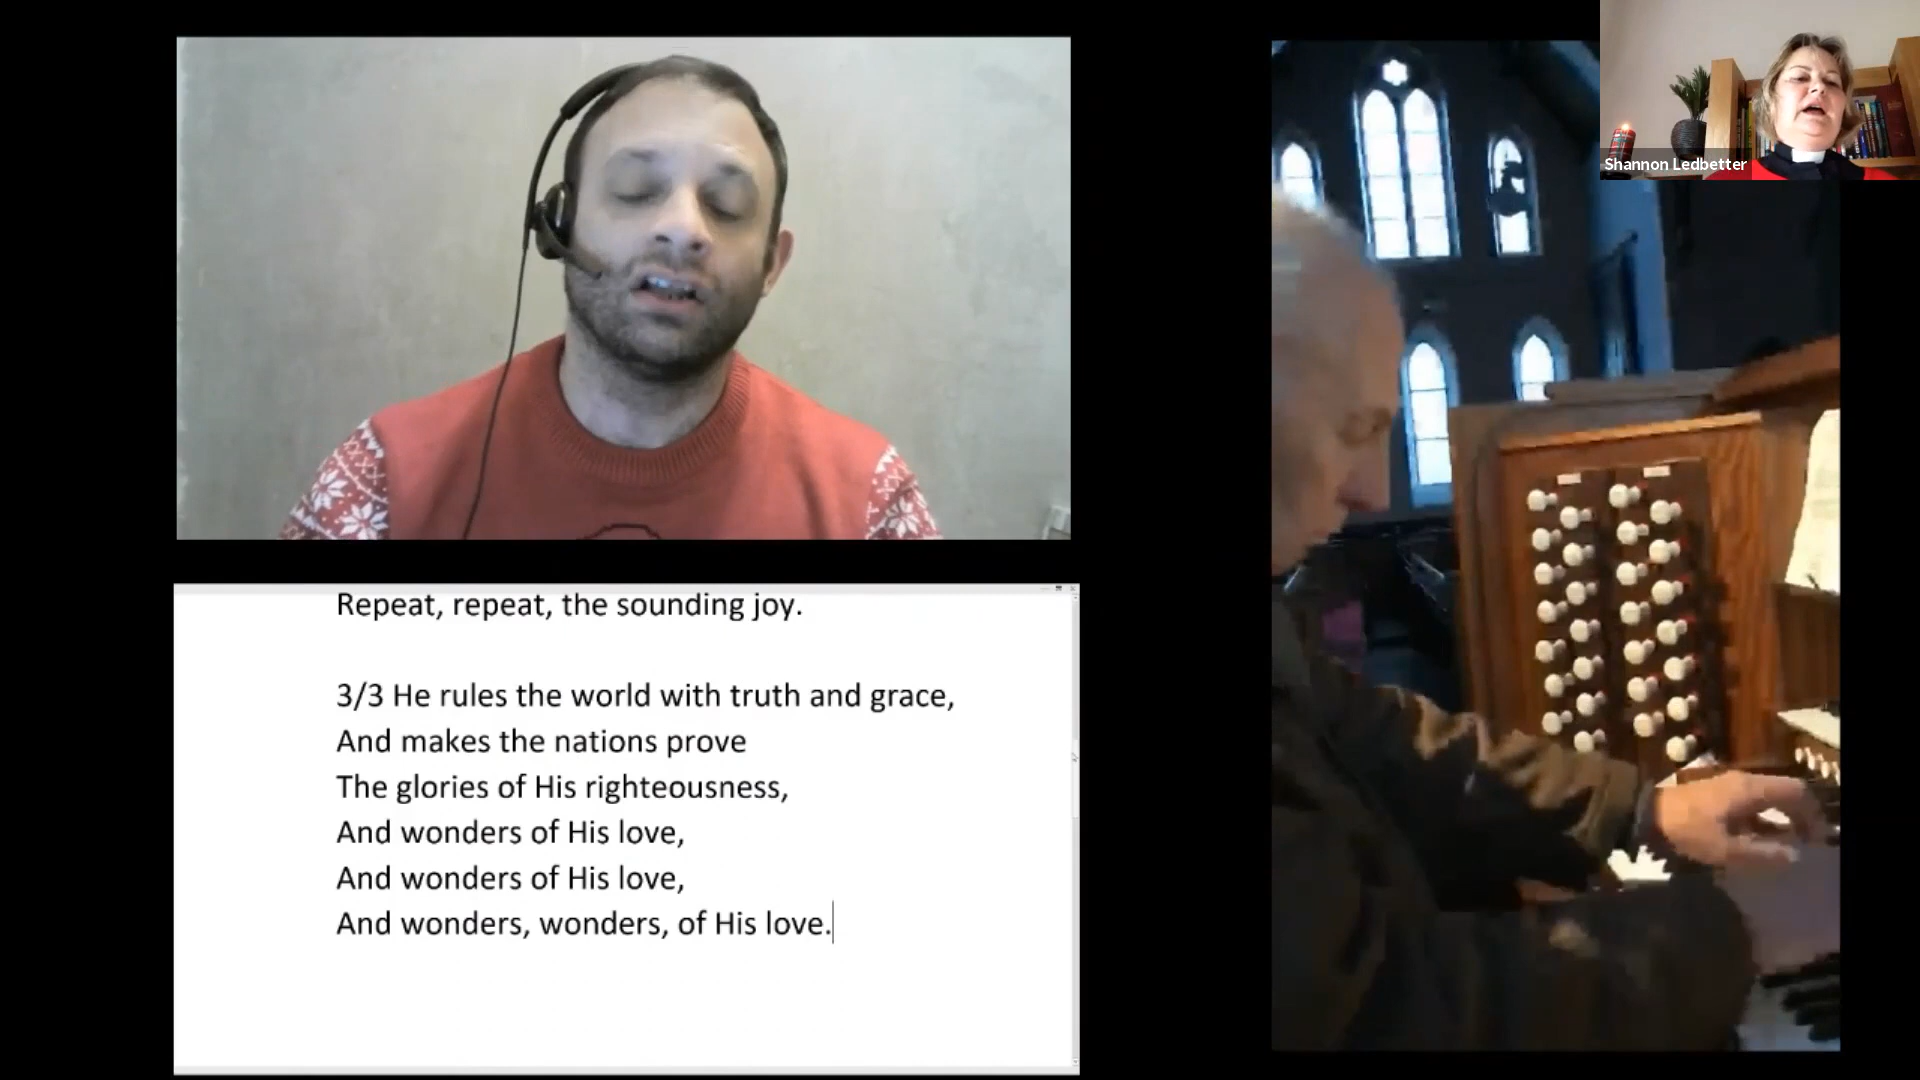 Shannon Ledbetter
Repeat, repeat, the sounding joy.
3/3 He rules the world with truth and grace,
And makes the nations prove
The glories of His righteousness,
And wonders of His love,
And wonders of His love,
And wonders, wonders, of His love.